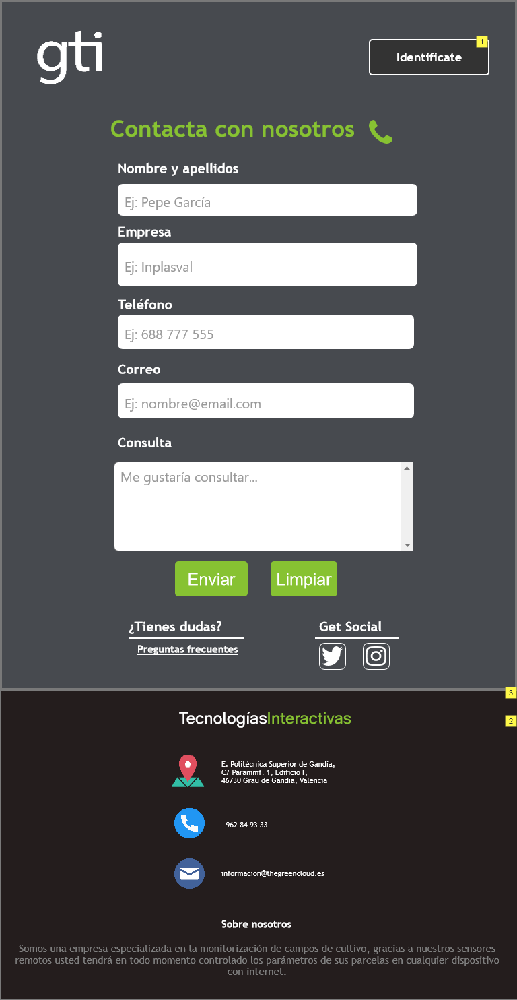 gti
1
Identificate
Contacta con nosotros
Nombre y apellidos
Ej: Pepe García
Empresa
Ej: Inplasval
Teléfono
Ej: 688 777 555
Correo
Ej: nombre@email.com
Consulta
Me gustaría consultar...
Enviar
Limpiar
¿Tienes dudas?
Get Social
Preguntas frecuentes
3
TecnologíasInteractivas
2
E. Politécnica Superior de Gandia,
C/ Paranimf, 1, Edificio F,
46730 Grau de Gandia, Valencia
962 84 93 33
informacion@thegreencloud.es
Sobre nosotros
Somos una empresa especializada en la monitorización de campos de cultivo, gracias a nuestros sensores
remotos usted tendrá en todo momento controlado los parámetros de sus parcelas en cualquier dispositivo
con internet.